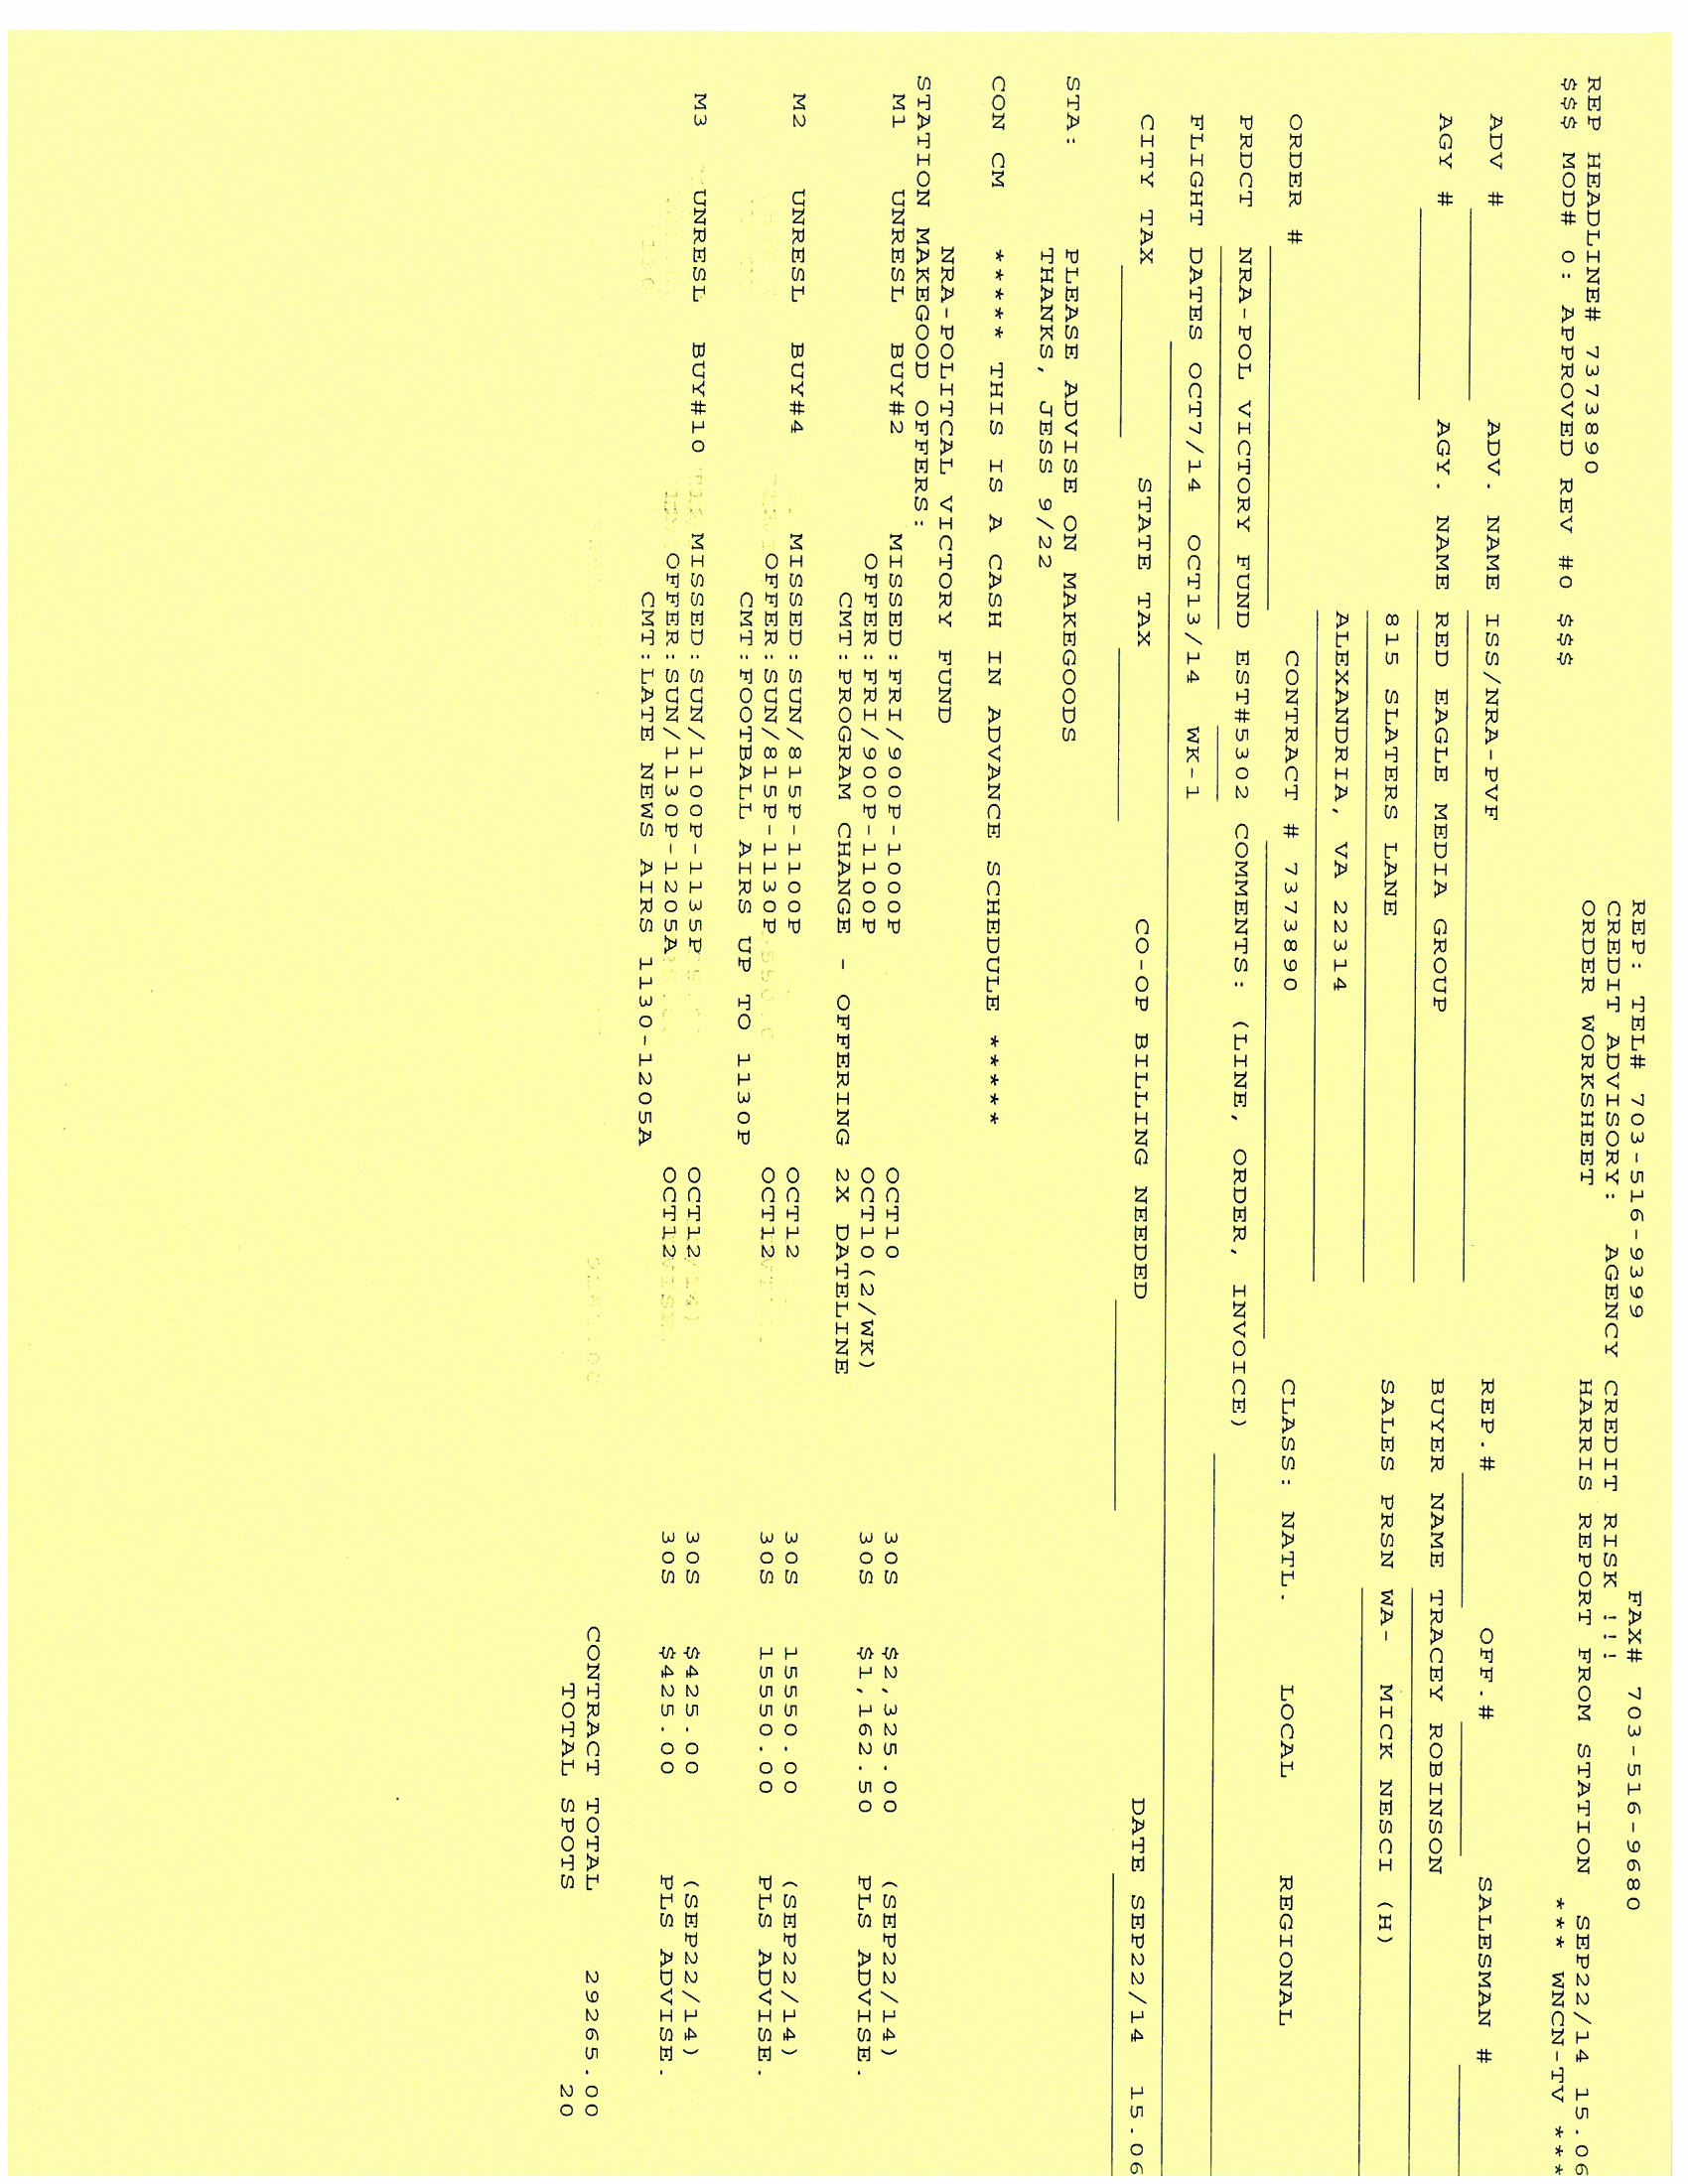 REP: TEL# 703-516-9399 FAX# 703-516-9680
CREDIT ADVISORY: AGENCY CREDIT RISK !!! SEP22/14 15.06
REP HEADLINE# 7373890 ORDER WORKSHEET HARRIS REPORT FROM STATION *** WNCN-TV ***
$$$ MOD# 0: APPROVED REV #0 $$$
ADV # ADV. NAME ISS/NRA-PVF REP.# OFF.# SALESMAN #
AGY # AGY. NAME RED EAGLE MEDIA GROUP BUYER NAME TRACEY ROBINSON
815 SLATERS LANE SALES PRSN WA- MICK NESCI (H)
ALEXANDRIA, VA 22314
ORDER # CONTRACT # 7373890 CLASS: NATL. LOCAL REGIONAL
PRDCT NRA-POL VICTORY FUND EST#5302 COMMENTS: (LINE, ORDER, INVOICE)
FLIGHT DATES OCT7/14 OCT13/14 WK-1
CITY TAX STATE TAX CO-OP BILLING NEEDED DATE SEP22/14 15.06
STA: PLEASE ADVISE ON MAKEGOODS
THANKS, JESS 9/22
CON CM ***** THIS IS A CASH IN ADVANCE SCHEDULE *****
NRA-POLITCAL VICTORY FUND
STATION MAKEGOOD OFFERS:
M1 UNRESL BUY#2 MISSED:FRI/900P-1000P OCT10 30S $2,325.00 (SEP22/14)
OFFER:FRI/900P-1100P OCT10(2/WK) 30S $1,162.50 PLS ADVISE.
CMT:PROGRAM CHANGE - OFFERING 2X DATELINE
M2 UNRESL BUY#4 MISSED:SUN/815P-1100P OCT12 30S 15550.00 (SEP22/14)
OFFER:SUN/815P-1130P OCT12 30S 15550.00 PLS ADVISE.
CMT:FOOTBALL AIRS UP TO 1130P
M3 UNRESL BUY#10 MISSED:SUN/1100P-1135P OCT12 30S $425.00 (SEP22/14)
OFFER:SUN/1130P-1205A OCT12 30S $425.00 PLS ADVISE.
CMT:LATE NEWS AIRS 1130-1205A
CONTRACT TOTAL 29265.00
TOTAL SPOTS 20